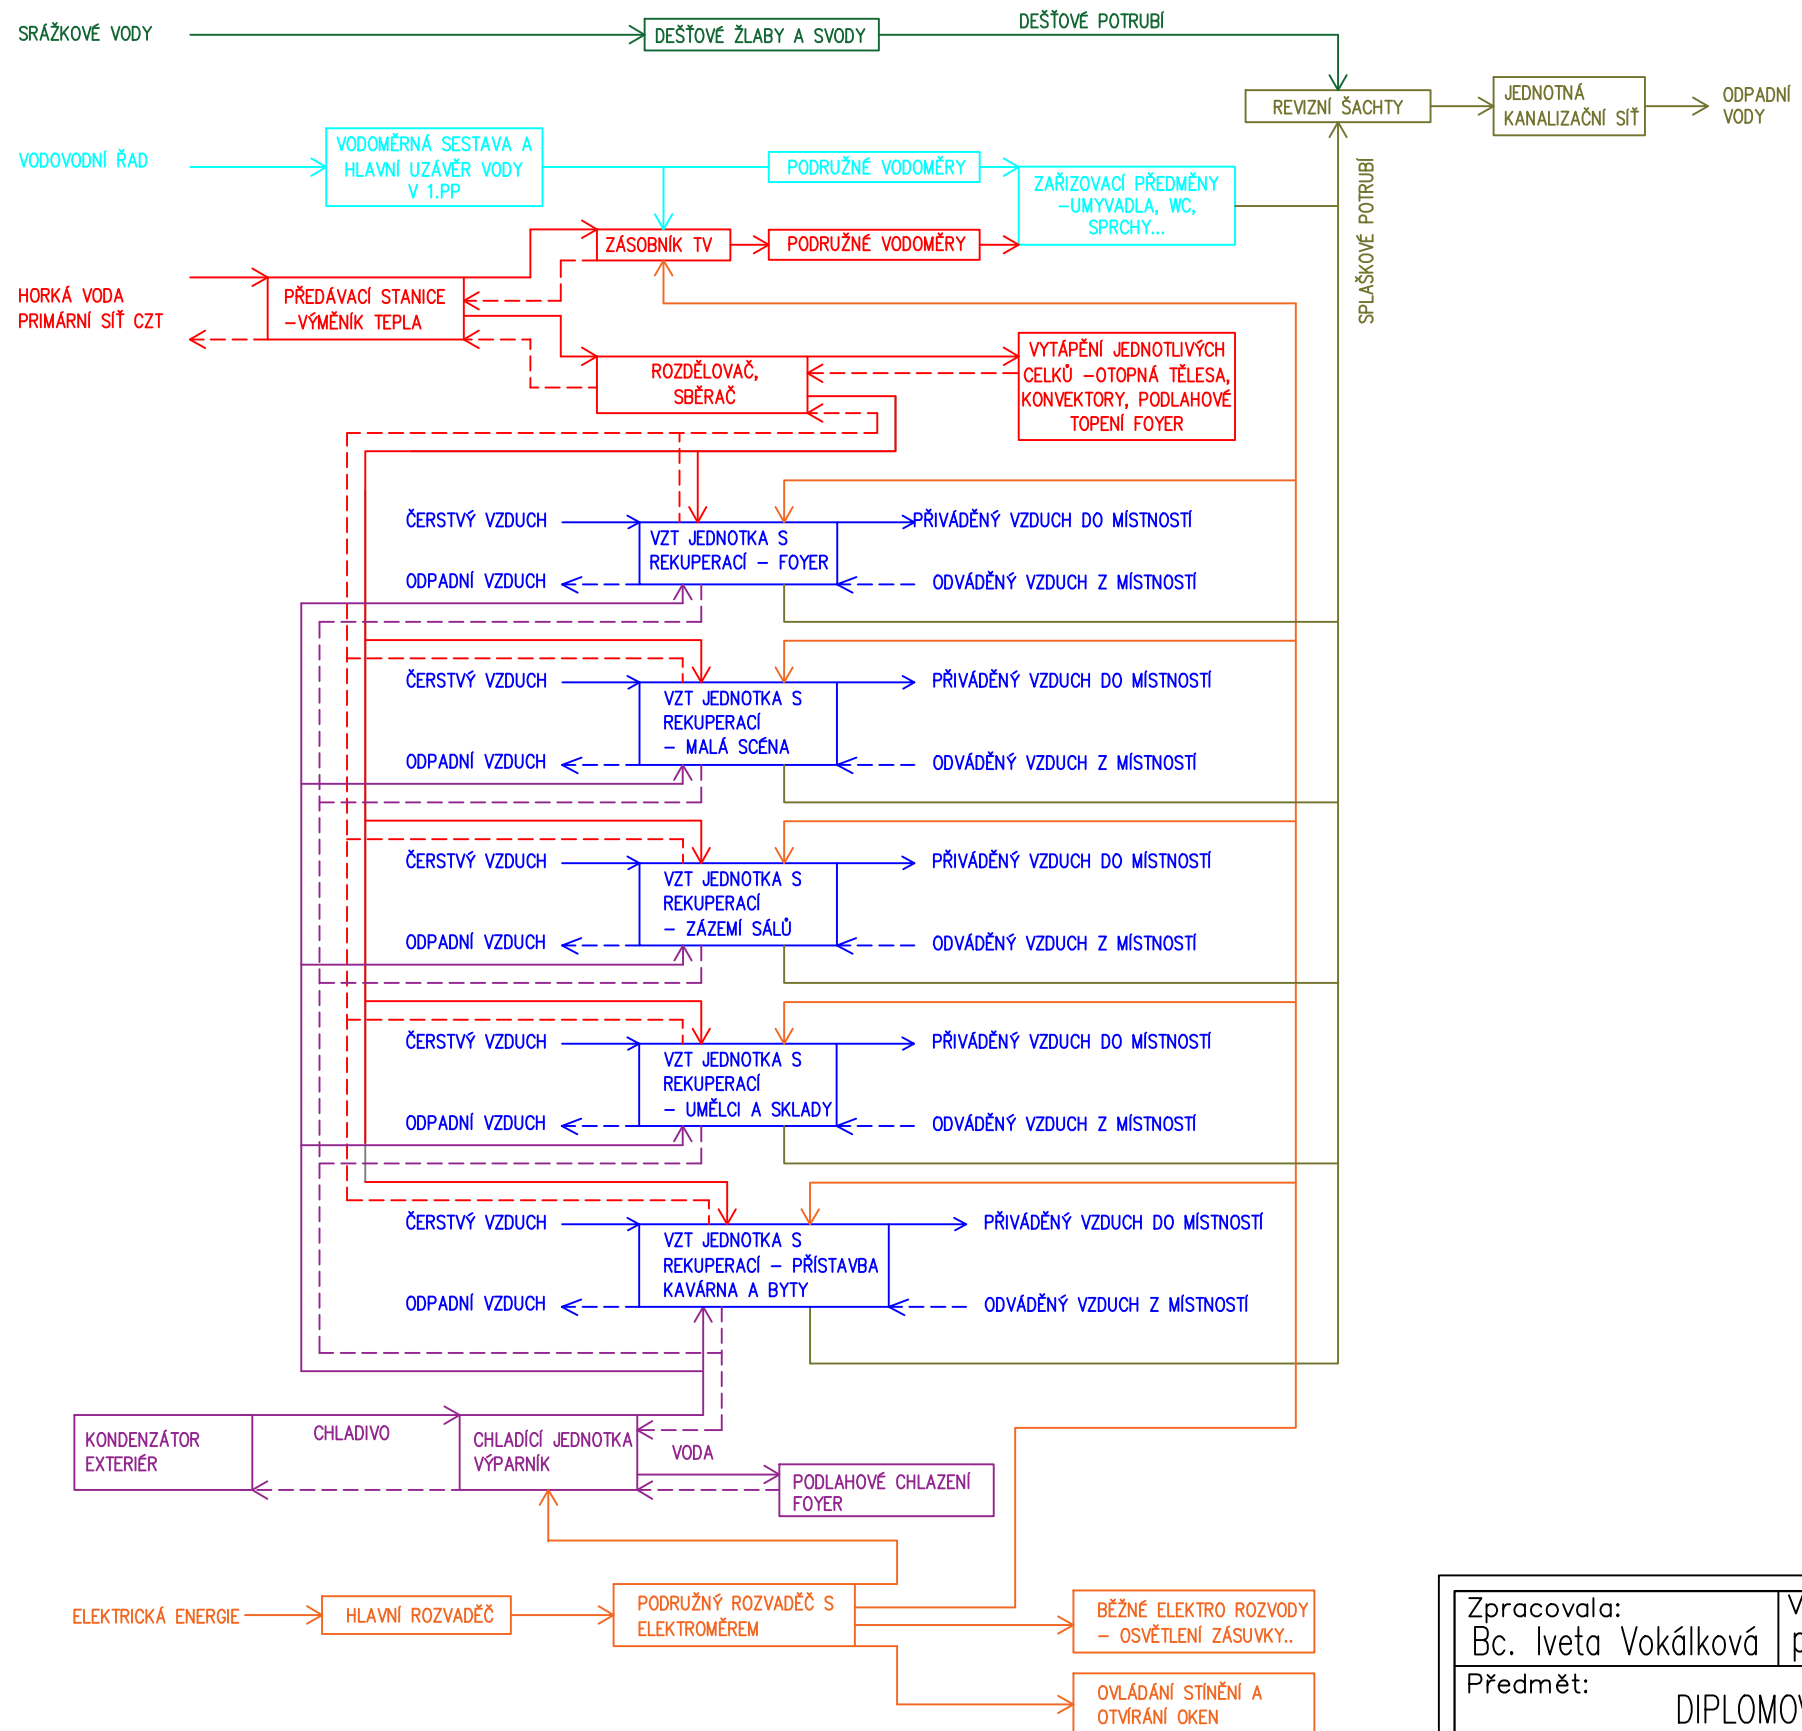 SRÁŽKOVÉ VODY
DEŠŤOVÉ ŽLABY A SVODY
DEŠŤOVÉ POTRUBÍ
REVIZNÍ ŠACHTY
JEDNOTNÁ
KANALIZAČNÍ SÍŤ
ODPADNÍ
VODY
VODOVODNÍ ŘAD
VODOMĚRNÁ SESTAVA A
HLAVNÍ UZÁVĚR VODY
V 1.PP
PODRUŽNÉ VODOMĚRY
ZAŘIZOVACÍ PŘEDMĚNY
-UMYVADLA, WC,
SPRCHY...
SPLAŠKOVÉ POTRUBÍ
ZÁSOBNÍK TV
PODRUŽNÉ VODOMĚRY
HORKÁ VODA
PRIMÁRNÍ SÍŤ CZT
PŘEDÁVACÍ STANICE
-VÝMĚNÍK TEPLA
ROZDĚLOVAČ,
SBĚRAČ
VYTÁPĚNÍ JEDNOTLIVÝCH
CELKŮ -OTOPNÁ TĚLESA,
KONVEKTORY, PODLAHOVÉ
TOPENÍ FOYER
ČERSTVÝ VZDUCH
VZT JEDNOTKA S
REKUPERACÍ - FOYER
PŘIVÁDĚNÝ VZDUCH DO MÍSTNOSTÍ
ODPADNÍ VZDUCH
ODVÁDĚNÝ VZDUCH Z MÍSTNOSTÍ
ČERSTVÝ VZDUCH
VZT JEDNOTKA S
REKUPERACÍ
- MALÁ SCÉNA
PŘIVÁDĚNÝ VZDUCH DO MÍSTNOSTÍ
ODPADNÍ VZDUCH
ODVÁDĚNÝ VZDUCH Z MÍSTNOSTÍ
ČERSTVÝ VZDUCH
VZT JEDNOTKA S
REKUPERACÍ
- ZÁZEMÍ SÁLŮ
PŘIVÁDĚNÝ VZDUCH DO MÍSTNOSTÍ
ODPADNÍ VZDUCH
ODVÁDĚNÝ VZDUCH Z MÍSTNOSTÍ
ČERSTVÝ VZDUCH
VZT JEDNOTKA S
REKUPERACÍ
- UMĚLCI A SKLADY
PŘIVÁDĚNÝ VZDUCH DO MÍSTNOSTÍ
ODPADNÍ VZDUCH
ODVÁDĚNÝ VZDUCH Z MÍSTNOSTÍ
ČERSTVÝ VZDUCH
VZT JEDNOTKA S
REKUPERACÍ - PŘÍSTAVBA
KAVÁRNA A BYTY
PŘIVÁDĚNÝ VZDUCH DO MÍSTNOSTÍ
ODPADNÍ VZDUCH
ODVÁDĚNÝ VZDUCH Z MÍSTNOSTÍ
KONDENZÁTOR
EXTERIÉR
CHLADIVO
CHLADÍCÍ JEDNOTKA
VÝPARNÍK
VODA
PODLAHOVÉ CHLAZENÍ
FOYER
ELEKTRICKÁ ENERGIE
HLAVNÍ ROZVADĚČ
PODRUŽNÝ ROZVADĚČ S
ELEKTROMĚREM
BĚŽNÉ ELEKTRO ROZVODY
- OSVĚTLENÍ ZÁSUVKY..
OVLÁDÁNÍ STÍNĚNÍ A
OTVÍRÁNÍ OKEN
Zpracovala:
Bc. Iveta Vokálková
Předmět:
DIPLOMOV